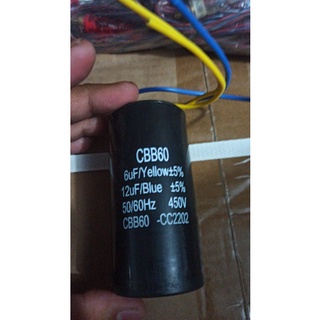 CBB60
6uF/Yellow±5%
12uF/Blue ±5%
50/60Hz 450V
CBB60 -CC2202